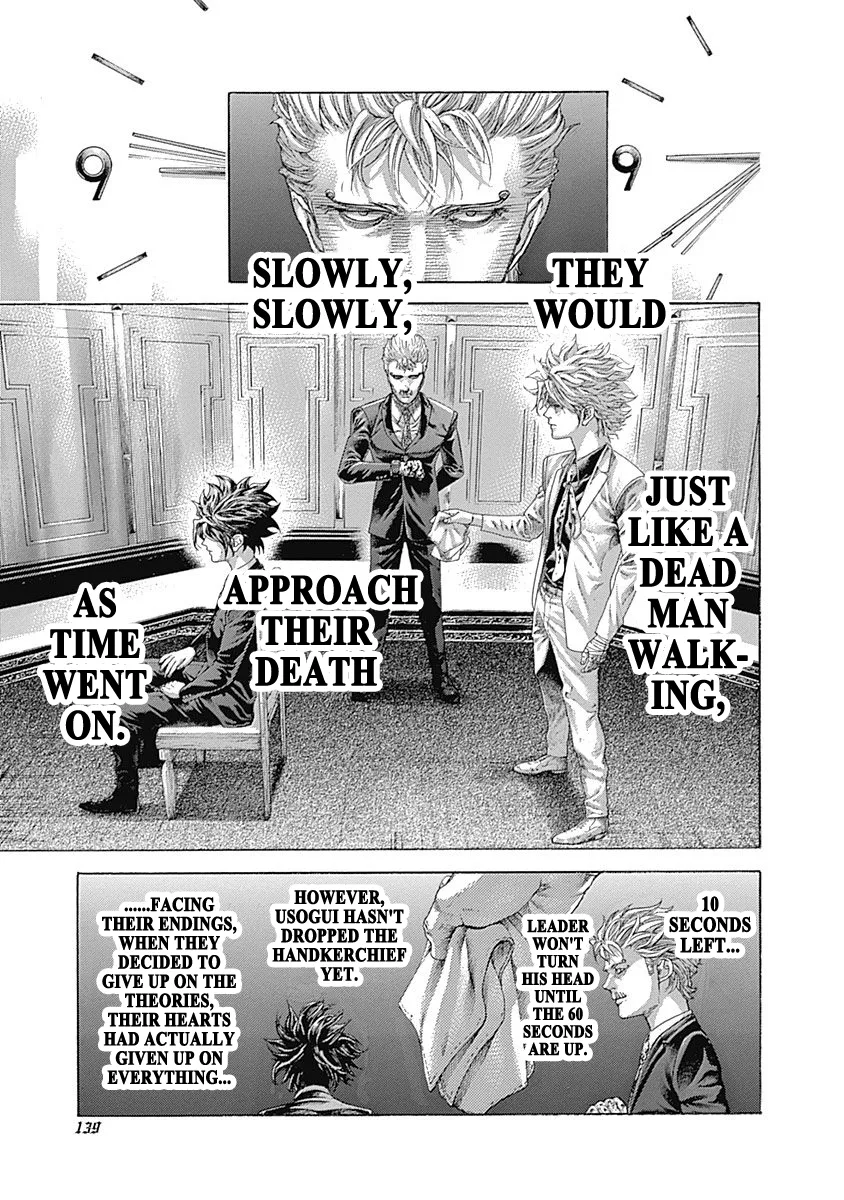 9
9
THEY
WOULD
SLOWLY,
SLOWLY,
JUST
LIKE A
DEAD
MAN
WALK-
ING,
APPROACH
THEIR
DEATH
AS
TIME
WENT
ON.
10
SECONDS
LEFT...
LEADER
WON'T
TURN
HIS HEAD
UNTIL
THE 60
SECONDS
ARE UP.
HOWEVER,
USOGUI HASN'T
DROPPED THE
HANDKERCHIEF
YET.
......FACING
THEIR ENDINGS,
WHEN THEY
DECIDED TO
GIVE UP ON THE
THEORIES,
THEIR HEARTS
HAD ACTUALLY
GIVEN UP ON
EVERYTHING...
139